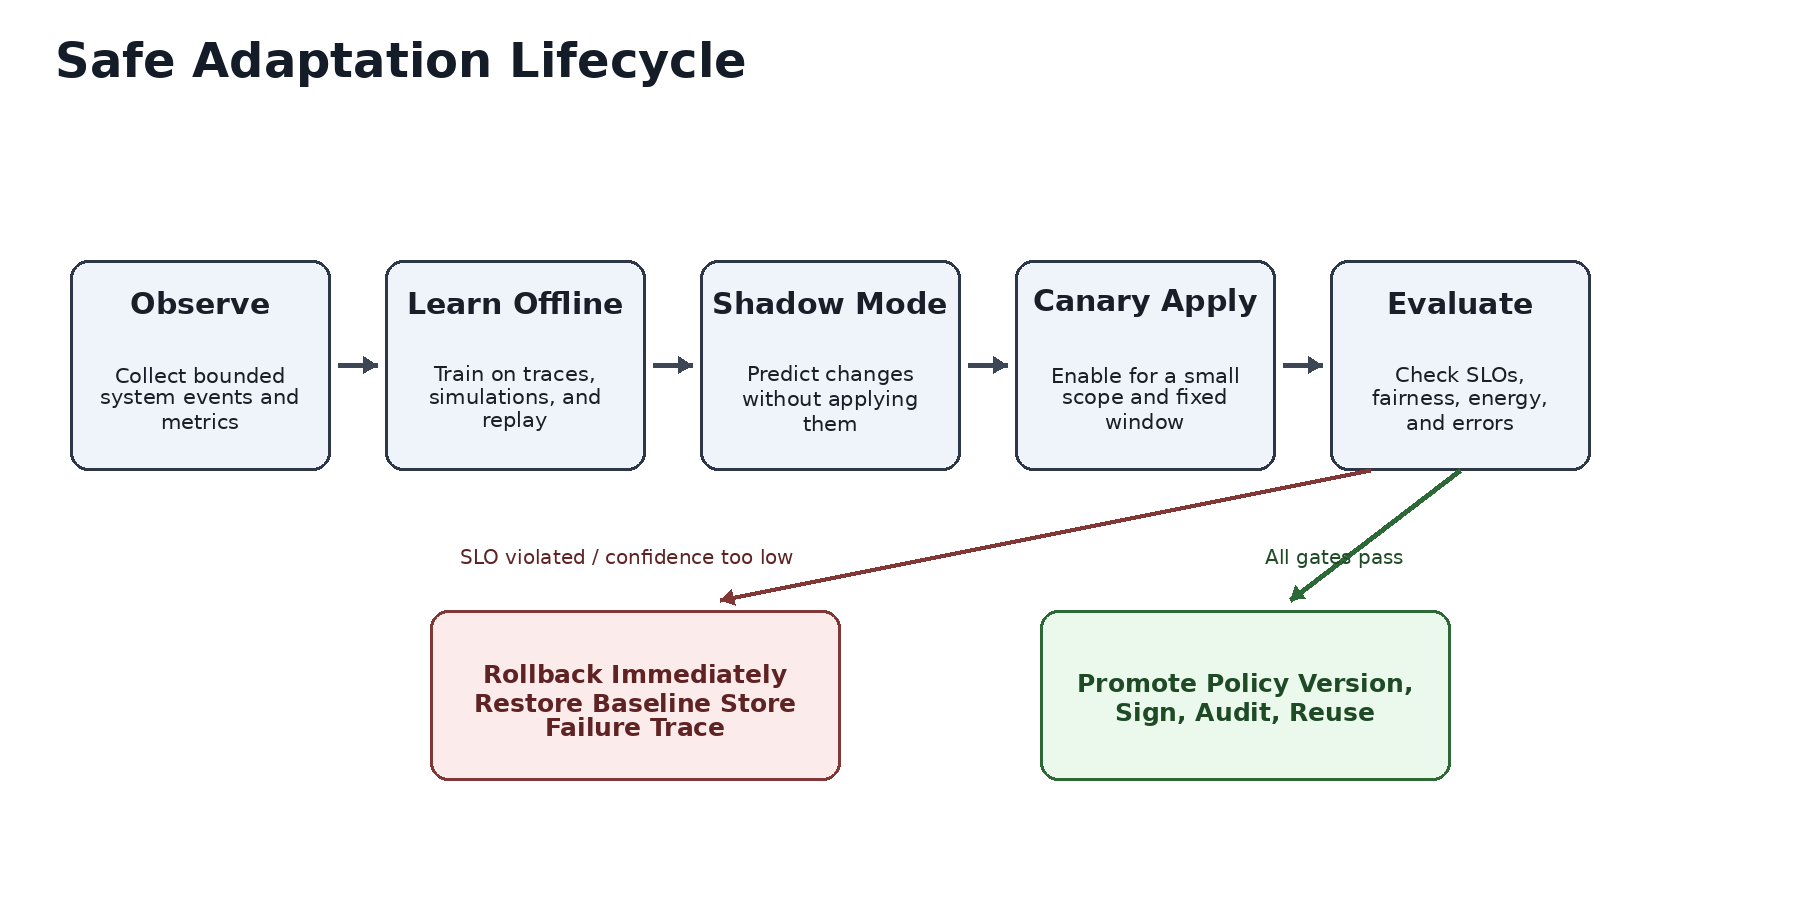 Safe Adaptation Lifecycle
Observe
Collect bounded
system events and
metrics
Learn Offline
Train on traces,
simulations, and
replay
Shadow Mode
Predict changes
without applying
them
Canary Apply
Enable for a small
scope and fixed
window
Evaluate
Check SLOs,
fairness, energy,
and errors
SLO violated / confidence too low
All gates pass
Rollback Immediately
Restore Baseline Store
Failure Trace
Promote Policy Version,
Sign, Audit, Reuse